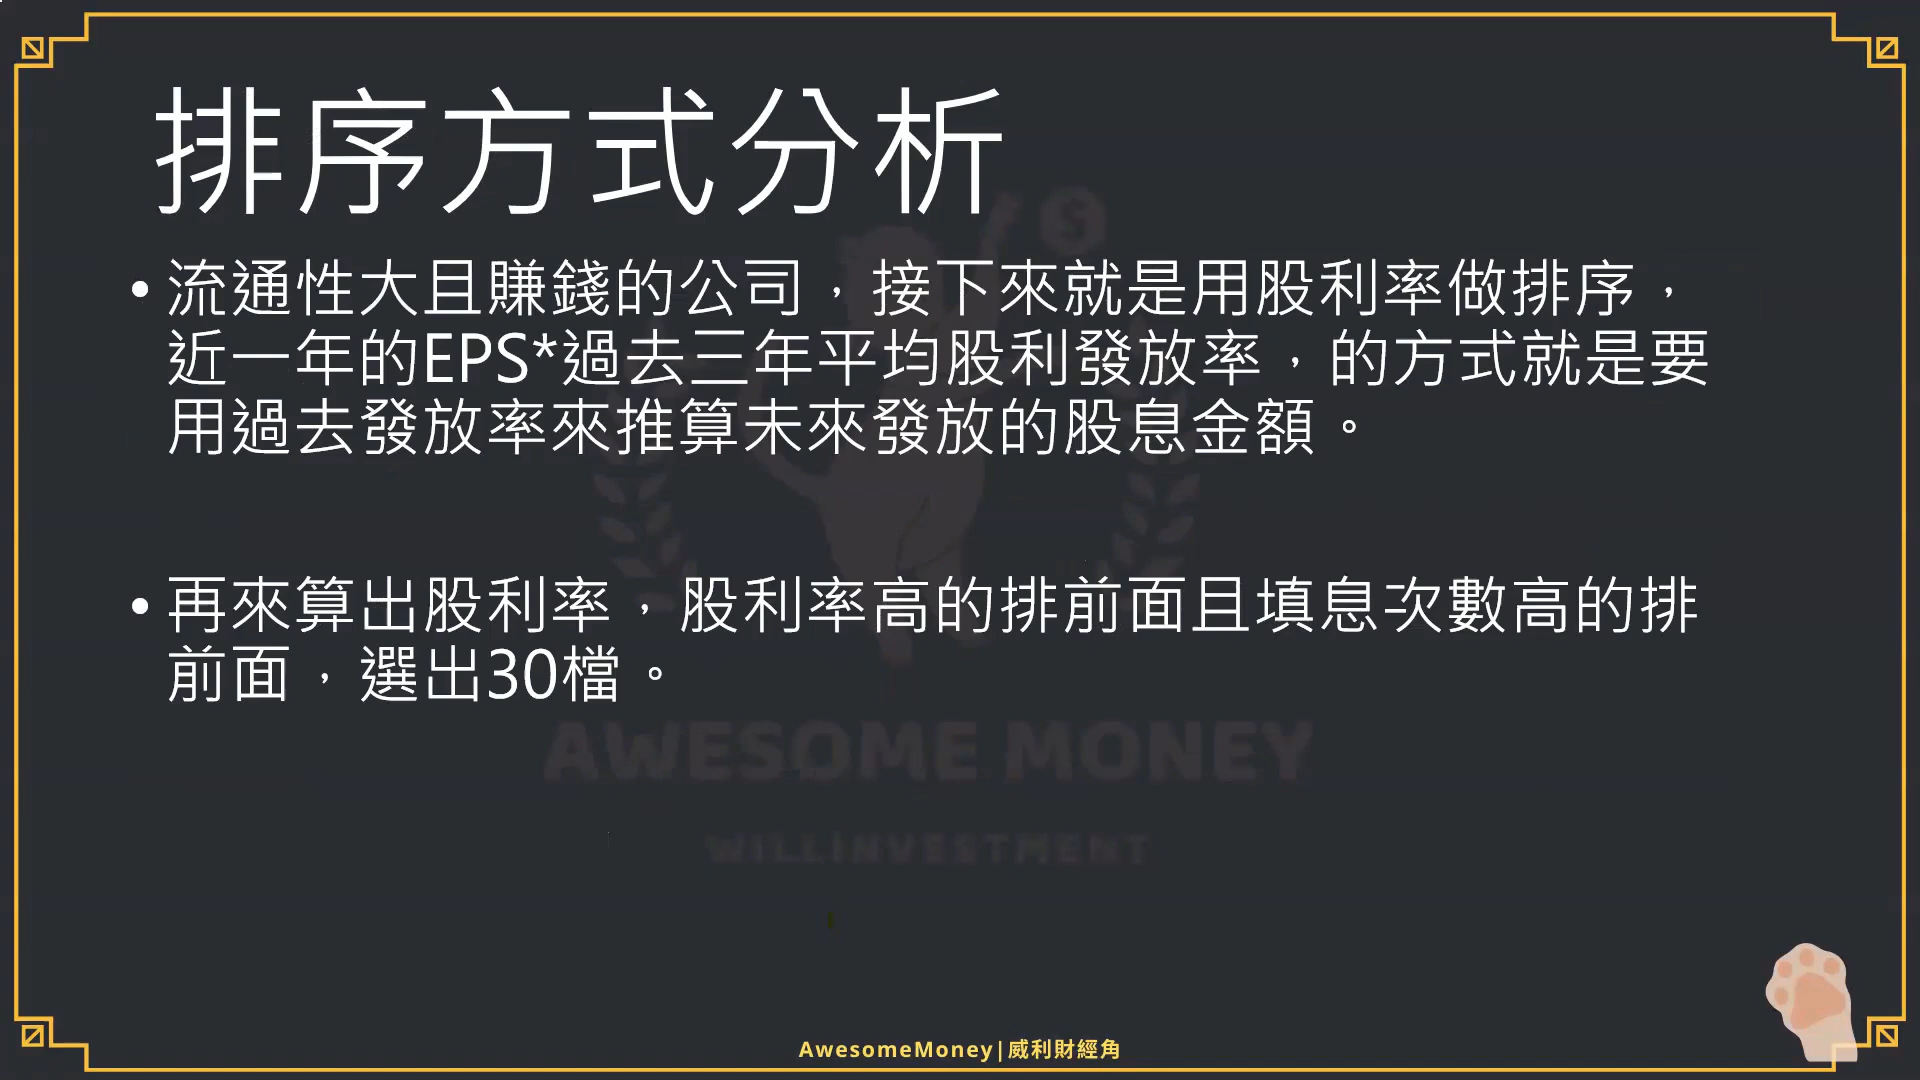 排序方式分析
•流通性大且賺錢的公司，接下來就是用股利率做排序，
近一年的EPS*過去三年平均股利發放率，的方式就是要
用過去發放率來推算未來發放的股息金額。
•再來算出股利率，股利率高的排前面且填息次數高的排
前面，選出30檔。
AWESOME MONEY
WILLINVESTMENT
AwesomeMoney|威利財經角